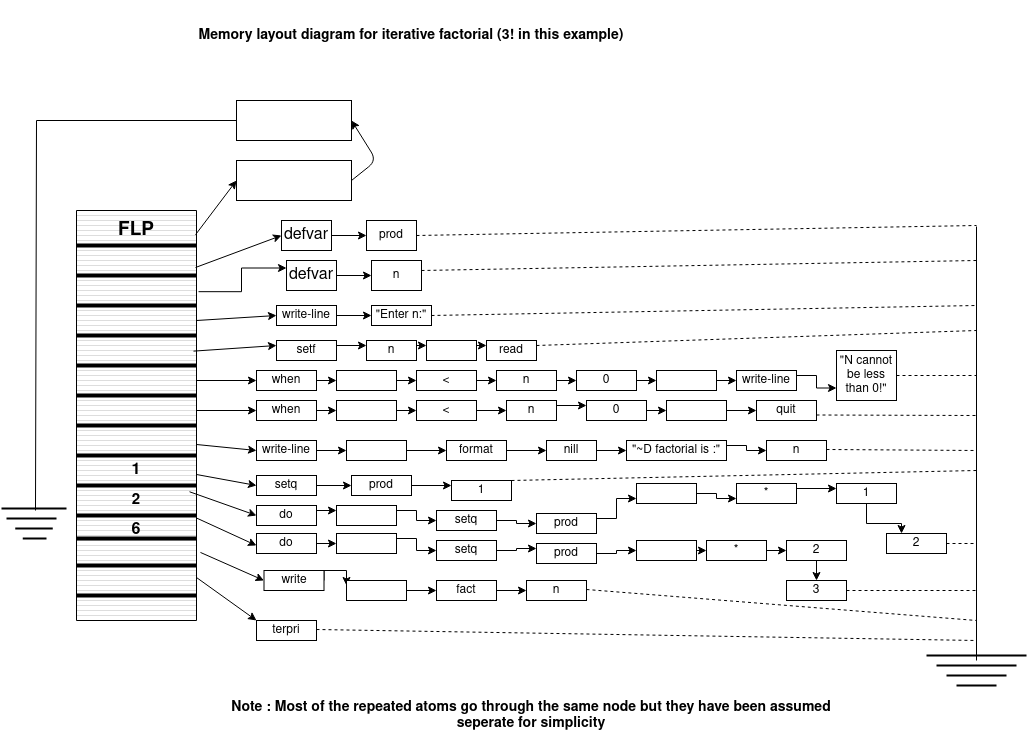 Memory layout diagram for iterative factorial (3! in this example)
FLP
defvar prod
defvar n
write-line "Enter n:"
setf n read
when < n 0 write-line "N cannot
be less
than 0!"
when < n 0 quit
write-line format nill "~D factorial is :" n
1 setq prod 1
2 do setq prod * 1 2
6 do setq prod * 2 3
write fact n
terpri
Note : Most of the repeated atoms go through the same node but they have been assumed
seperate for simplicity